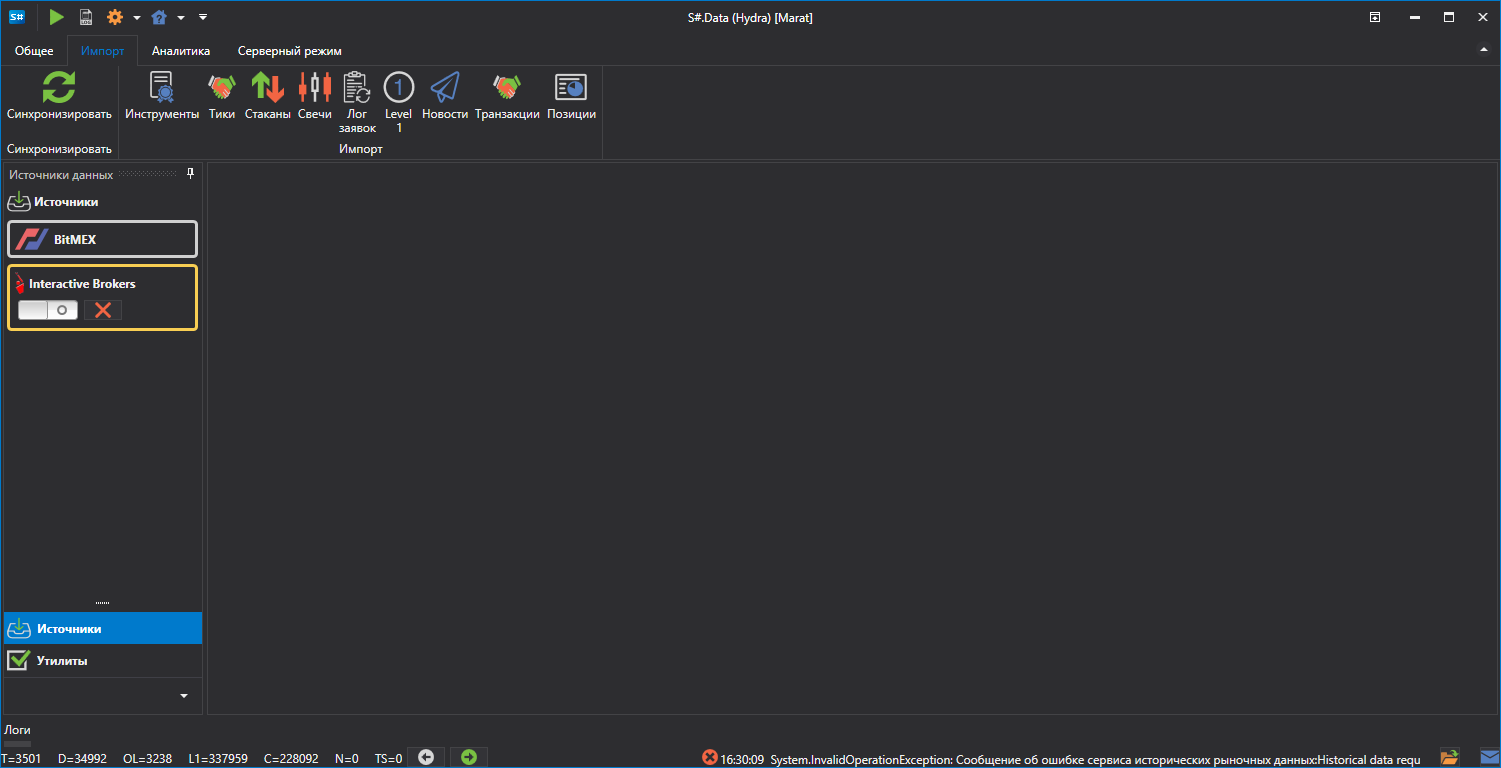 S#
LOG
S#.Data (Hydra) [Marat]
Общее
Импорт
Аналитика
Серверный режим
Синхронизировать
Инструменты
Тики
Стаканы
Свечи
Лог
заявок
1
Level
1
Новости
Транзакции
Позиции
Синхронизировать
Импорт
Источники данных
Источники
BitMEX
Interactive Brokers
Источники
Утилиты
Логи
T=3501 D=34992 OL=3238 L1=337959 C=228092 N=0 TS=0
16:30:09 System.InvalidOperationException: Сообщение об ошибке сервиса исторических рыночных данных:Historical data requ